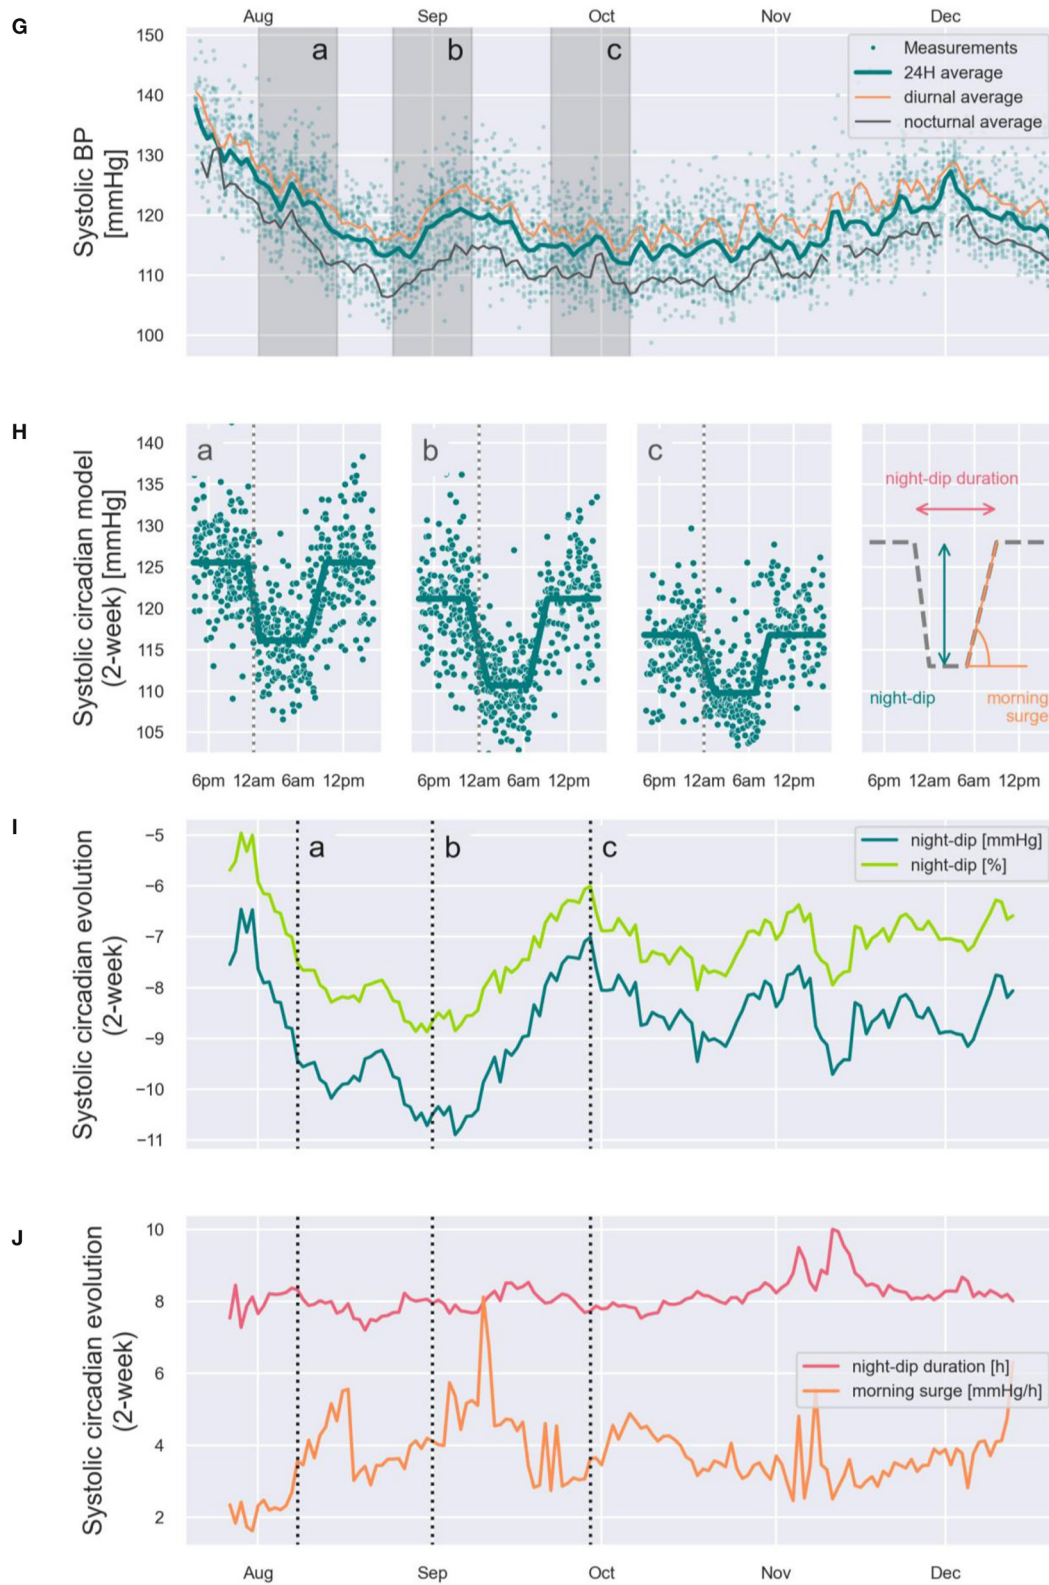 G
Aug Sep Oct Nov Dec
Systolic BP
[mmHg]
150
140
130
120
110
100
a b c
Measurements
24H average
diurnal average
nocturnal average
H
Systolic circadian model
(2-week) [mmHg]
140
135
130
125
120
115
110
105
a b c
night-dip duration
night-dip
morning
surge
6pm 12am 6am 12pm 6pm 12am 6am 12pm 6pm 12am 6am 12pm 6pm 12am 6am 12pm
I
Systolic circadian evolution
(2-week)
−5
−6
−7
−8
−9
−10
−11
a b c
night-dip [mmHg]
night-dip [%]
J
Systolic circadian evolution
(2-week)
10
8
6
4
2
night-dip duration [h]
morning surge [mmHg/h]
Aug Sep Oct Nov Dec